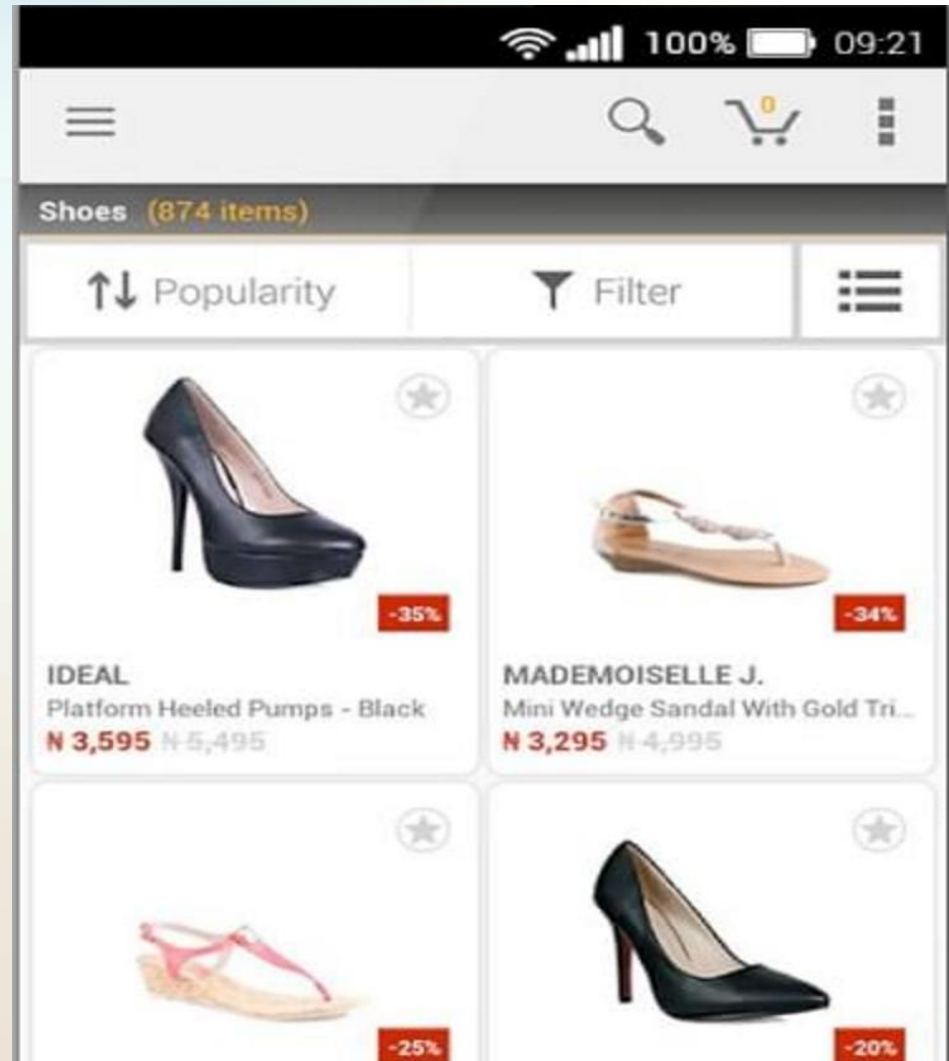 100% 09:21
0
Shoes (874 items)
Popularity Filter
-35%
IDEAL
Platform Heeled Pumps - Black
₦ 3,595 ₦ 5,495
-34%
MADEMOISELLE J.
Mini Wedge Sandal With Gold Tri...
₦ 3,295 ₦ 4,995
-25%
-20%